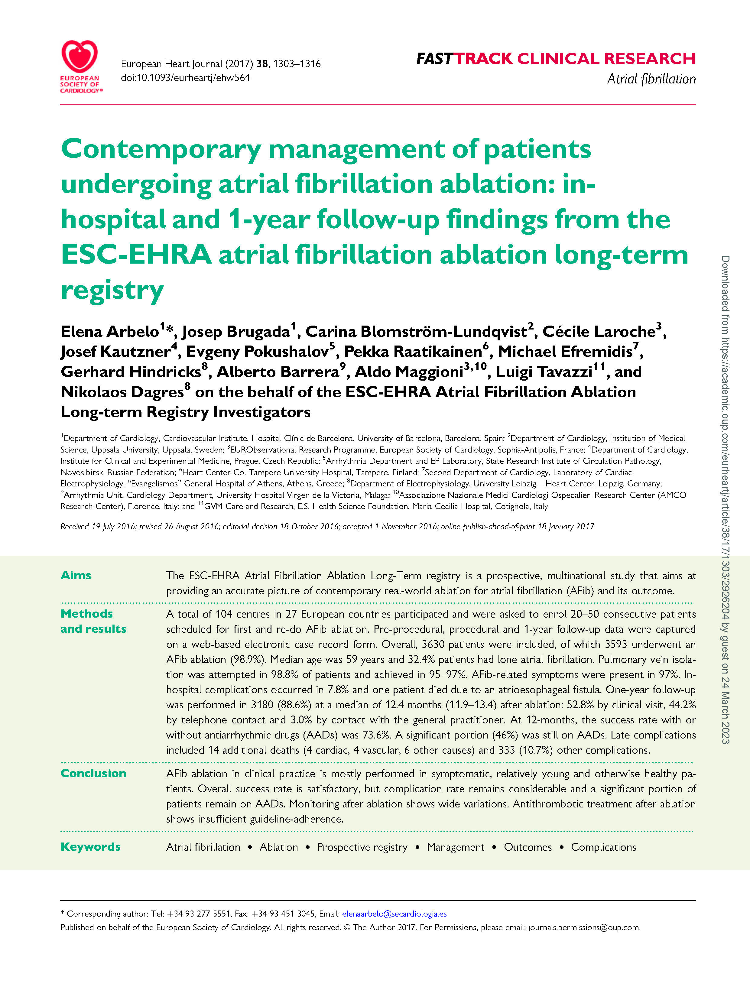 EUROPEAN
SOCIETY OF
CARDIOLOGY®
European Heart Journal (2017) 38, 1303–1316
doi:10.1093/eurheartj/ehw564
FASTTRACK CLINICAL RESEARCH
Atrial fibrillation
Contemporary management of patients
undergoing atrial fibrillation ablation: in-
hospital and 1-year follow-up findings from the
ESC-EHRA atrial fibrillation ablation long-term
registry
Elena Arbelo1*, Josep Brugada1, Carina Blomström-Lundqvist2, Cécile Laroche3,
Josef Kautzner4, Evgeny Pokushalov5, Pekka Raatikainen6, Michael Efremidis7,
Gerhard Hindricks8, Alberto Barrera9, Aldo Maggioni3,10, Luigi Tavazzi11, and
Nikolaos Dagres8 on the behalf of the ESC-EHRA Atrial Fibrillation Ablation
Long-term Registry Investigators
1Department of Cardiology, Cardiovascular Institute. Hospital Clínic de Barcelona. University of Barcelona, Barcelona, Spain; 2Department of Cardiology, Institution of Medical
Science, Uppsala University, Uppsala, Sweden; 3EURObservational Research Programme, European Society of Cardiology, Sophia-Antipolis, France; 4Department of Cardiology,
Institute for Clinical and Experimental Medicine, Prague, Czech Republic; 5Arrhythmia Department and EP Laboratory, State Research Institute of Circulation Pathology,
Novosibirsk, Russian Federation; 6Heart Center Co. Tampere University Hospital, Tampere, Finland; 7Second Department of Cardiology, Laboratory of Cardiac
Electrophysiology, “Evangelismos” General Hospital of Athens, Athens, Greece; 8Department of Electrophysiology, University Leipzig – Heart Center, Leipzig, Germany;
9Arrhythmia Unit, Cardiology Department, University Hospital Virgen de la Victoria, Malaga; 10Associazione Nazionale Medici Cardiologi Ospedalieri Research Center (AMCO
Research Center), Florence, Italy; and 11GVM Care and Research, E.S. Health Science Foundation, Maria Cecilia Hospital, Cotignola, Italy
Received 19 July 2016; revised 26 August 2016; editorial decision 18 October 2016; accepted 1 November 2016; online publish-ahead-of-print 18 January 2017
Aims
The ESC-EHRA Atrial Fibrillation Ablation Long-Term registry is a prospective, multinational study that aims at
providing an accurate picture of contemporary real-world ablation for atrial fibrillation (AFib) and its outcome.
Methods
and results
A total of 104 centres in 27 European countries participated and were asked to enrol 20–50 consecutive patients
scheduled for first and re-do AFib ablation. Pre-procedural, procedural and 1-year follow-up data were captured
on a web-based electronic case record form. Overall, 3630 patients were included, of which 3593 underwent an
AFib ablation (98.9%). Median age was 59 years and 32.4% patients had lone atrial fibrillation. Pulmonary vein isola-
tion was attempted in 98.8% of patients and achieved in 95–97%. AFib-related symptoms were present in 97%. In-
hospital complications occurred in 7.8% and one patient died due to an atrioesophageal fistula. One-year follow-up
was performed in 3180 (88.6%) at a median of 12.4 months (11.9–13.4) after ablation: 52.8% by clinical visit, 44.2%
by telephone contact and 3.0% by contact with the general practitioner. At 12-months, the success rate with or
without antiarrhythmic drugs (AADs) was 73.6%. A significant portion (46%) was still on AADs. Late complications
included 14 additional deaths (4 cardiac, 4 vascular, 6 other causes) and 333 (10.7%) other complications.
Conclusion
AFib ablation in clinical practice is mostly performed in symptomatic, relatively young and otherwise healthy pa-
tients. Overall success rate is satisfactory, but complication rate remains considerable and a significant portion of
patients remain on AADs. Monitoring after ablation shows wide variations. Antithrombotic treatment after ablation
shows insufficient guideline-adherence.
Keywords
Atrial fibrillation • Ablation • Prospective registry • Management • Outcomes • Complications
* Corresponding author: Tel: +34 93 277 5551, Fax: +34 93 451 3045, Email: elenaarbelo@secardiologia.es
Published on behalf of the European Society of Cardiology. All rights reserved. © The Author 2017. For Permissions, please email: journals.permissions@oup.com.
Downloaded from https://academic.oup.com/eurheartj/article/38/17/1303/2926204 by guest on 24 March 2023